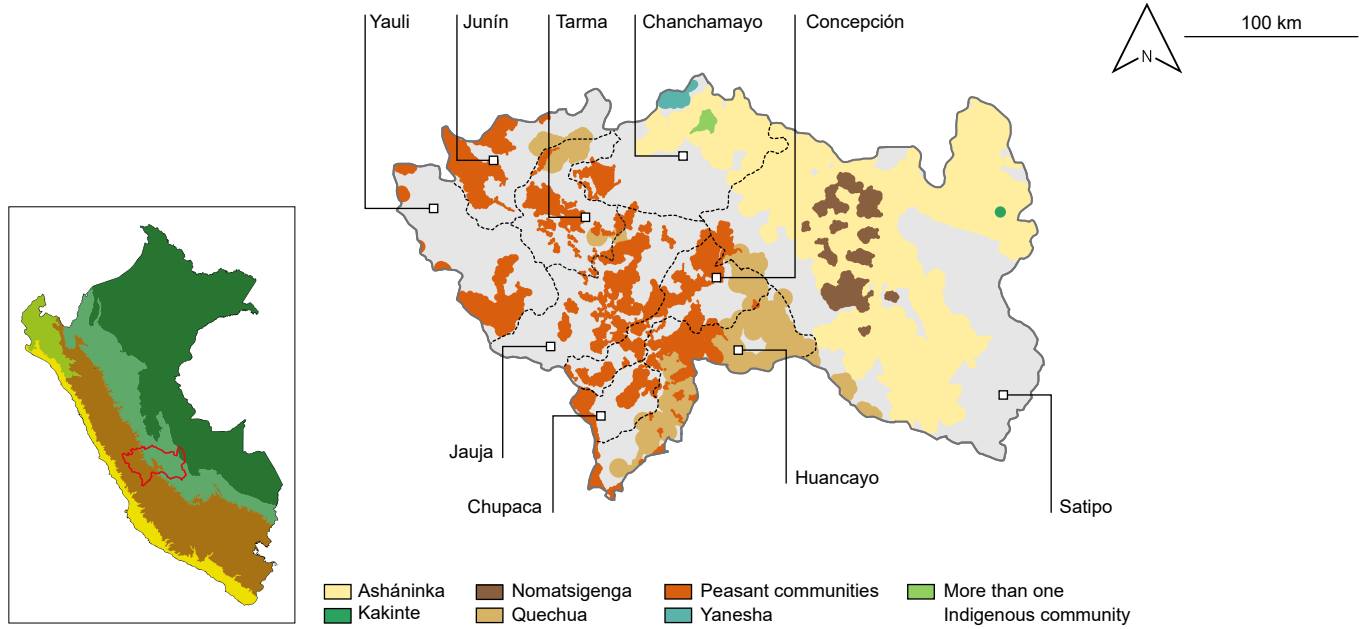 Yauli
Junín
Tarma
Chanchamayo
Concepción
N
100 km
Jauja
Chupaca
Huancayo
Satipo
Asháninka
Kakinte
Nomatsigenga
Quechua
Peasant communities
Yanesha
More than one
Indigenous community